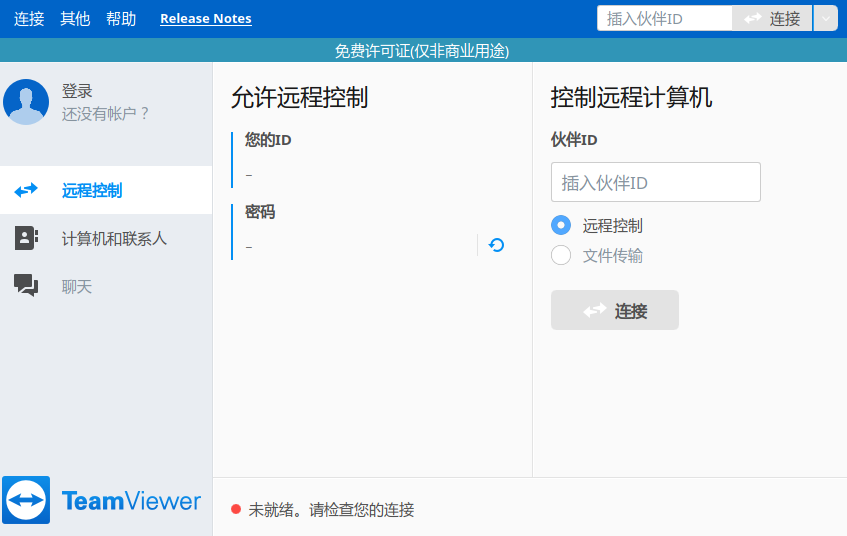 连接 其他 帮助 Release Notes 插入伙伴ID 连接
免费许可证(仅非商业用途)
登录
还没有帐户？
远程控制
计算机和联系人
聊天
TeamViewer
允许远程控制
您的ID
–
密码
–
控制远程计算机
伙伴ID
插入伙伴ID
远程控制
文件传输
连接
未就绪。请检查您的连接